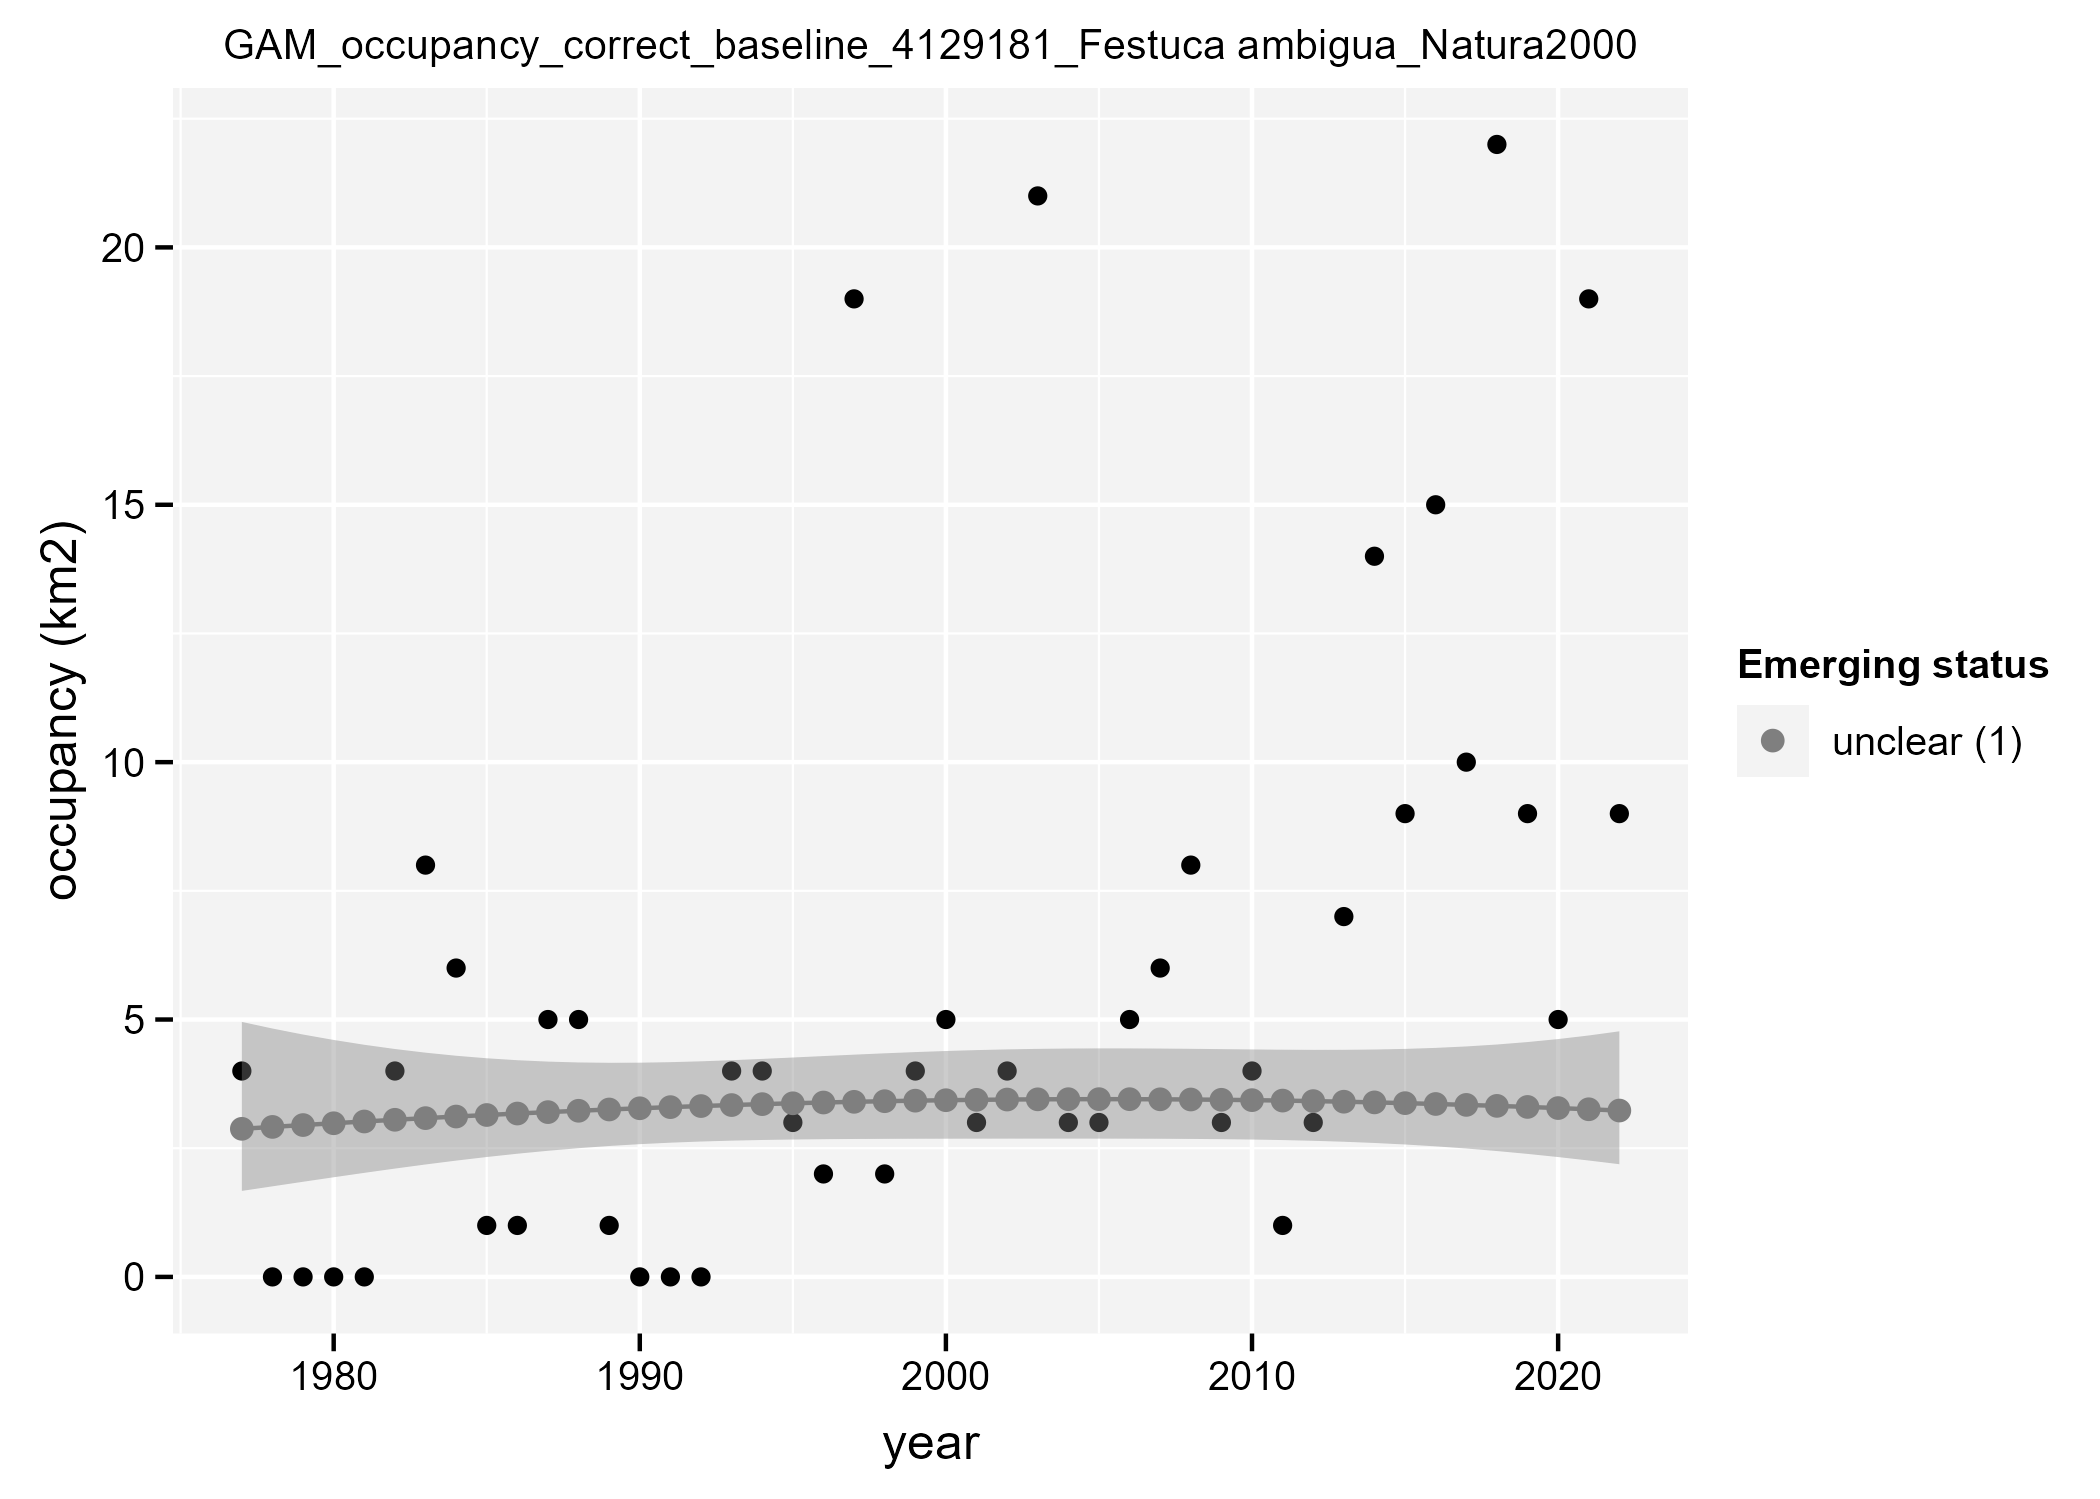 GAM_occupancy_correct_baseline_4129181_Festuca ambigua_Natura2000
occupancy (km2)
20
15
10
5
0
1980 1990 2000 2010 2020
year
Emerging status
unclear (1)